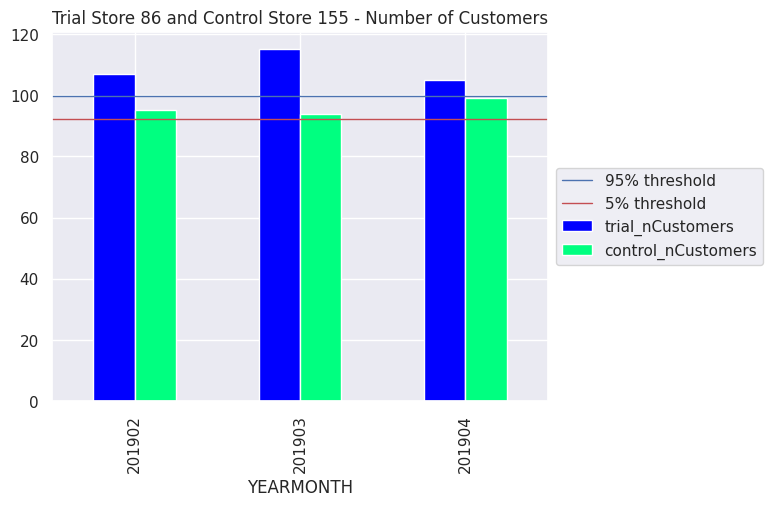 Trial Store 86 and Control Store 155 - Number of Customers
120
100
80
60
40
20
0
201902
201903
201904
YEARMONTH
95% threshold
5% threshold
trial_nCustomers
control_nCustomers